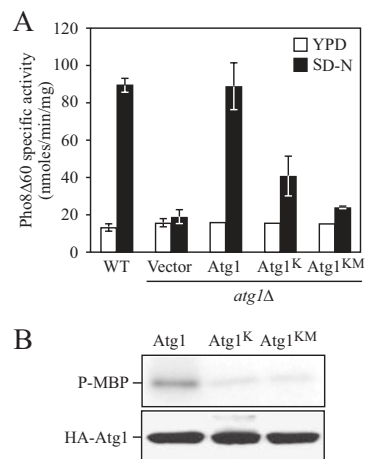 A
Pho8Δ60 specific activity
(nmoles/min/mg)
120
100
80
60
40
20
0
YPD
SD-N
WT Vector Atg1 Atg1K Atg1KM
atg1Δ
B
Atg1 Atg1K Atg1KM
P-MBP
HA-Atg1